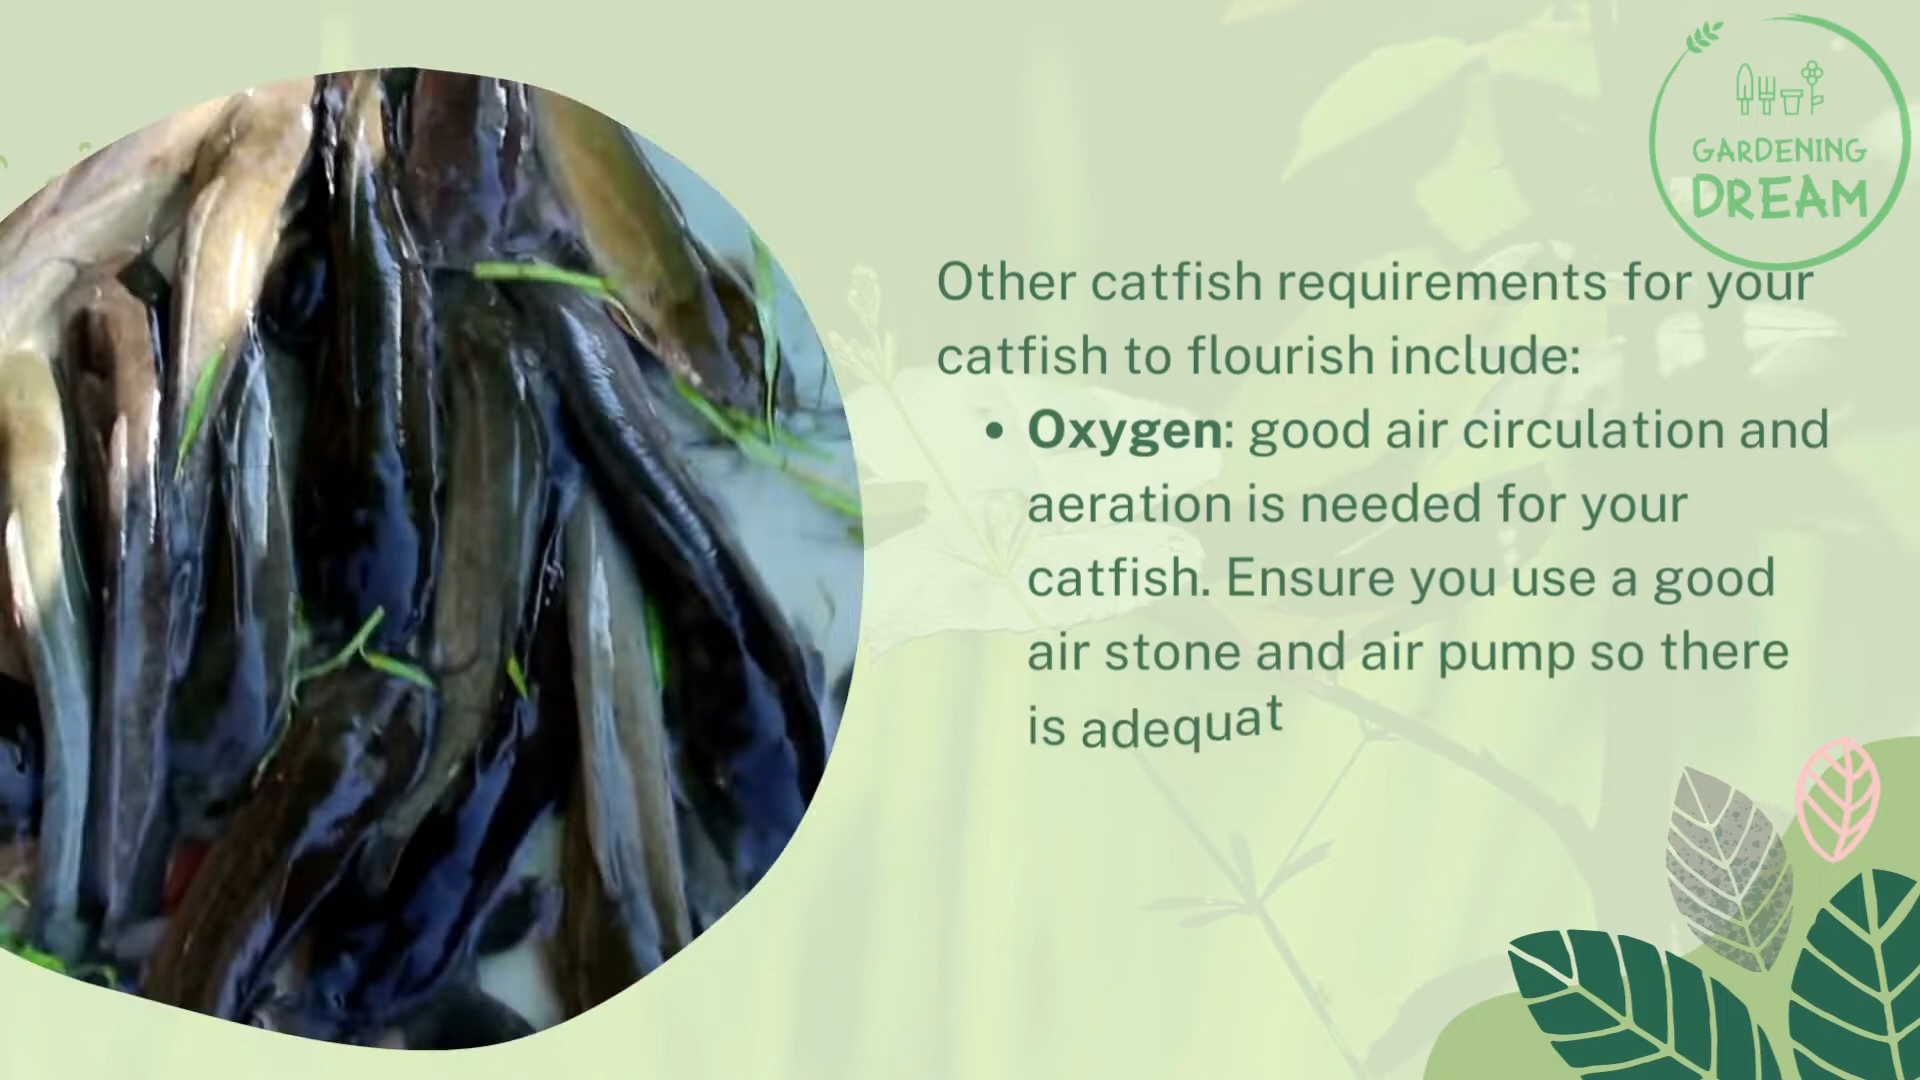 GARDENING
DREAM
Other catfish requirements for your
catfish to flourish include:
• Oxygen: good air circulation and
aeration is needed for your
catfish. Ensure you use a good
air stone and air pump so there
is adequat